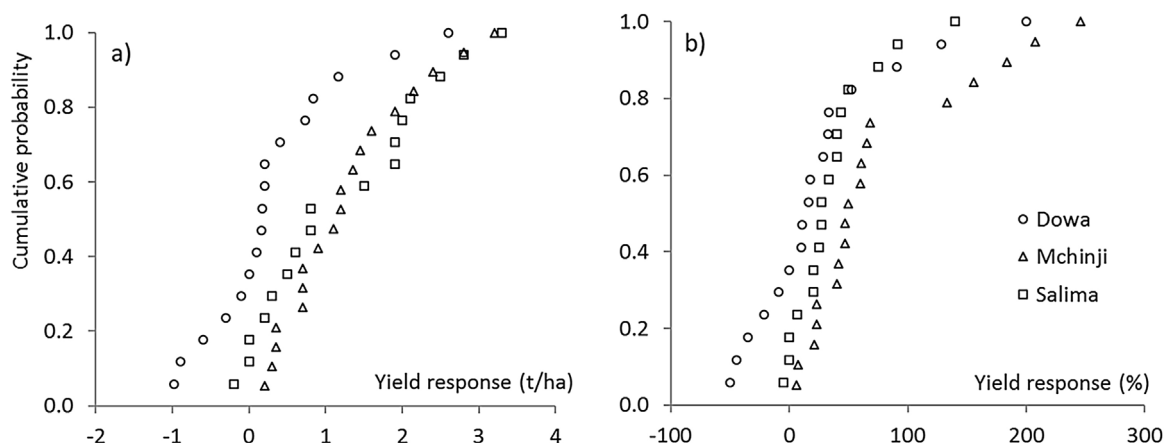 a)
Cumulative probability
1.0
0.8
0.6
0.4
0.2
0.0
-2 -1 0 1 2 3 4
Yield response (t/ha)
b)
1.0
0.8
0.6
0.4
0.2
0.0
-100 0 100 200 300
Yield response (%)
Dowa
Mchinji
Salima